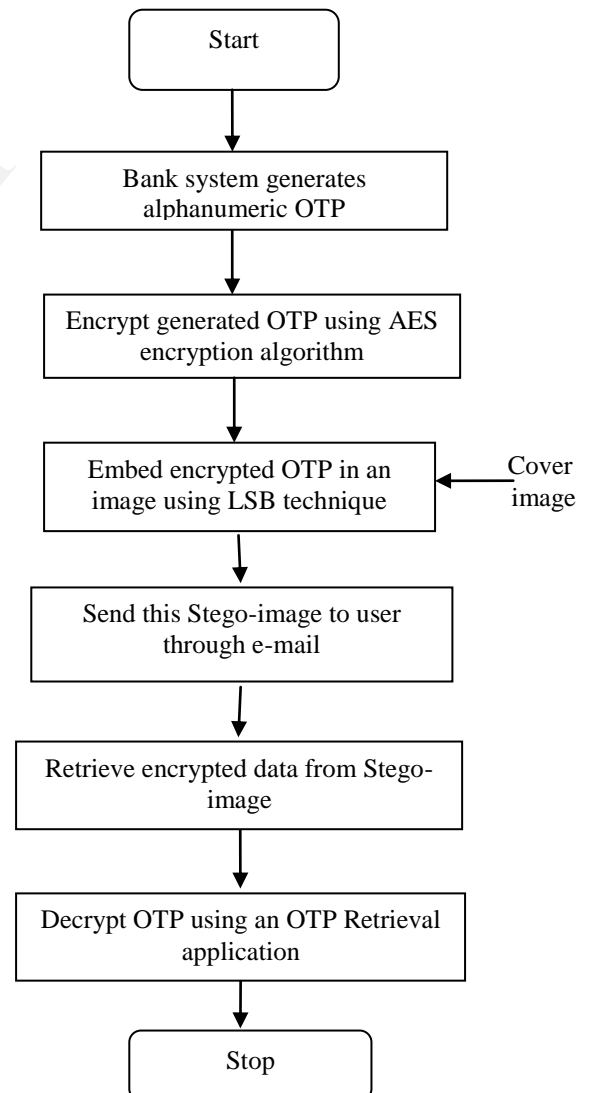 Start
Bank system generates
alphanumeric OTP
Encrypt generated OTP using AES
encryption algorithm
Embed encrypted OTP in an
image using LSB technique
Cover
image
Send this Stego-image to user
through e-mail
Retrieve encrypted data from Stego-
image
Decrypt OTP using an OTP Retrieval
application
Stop